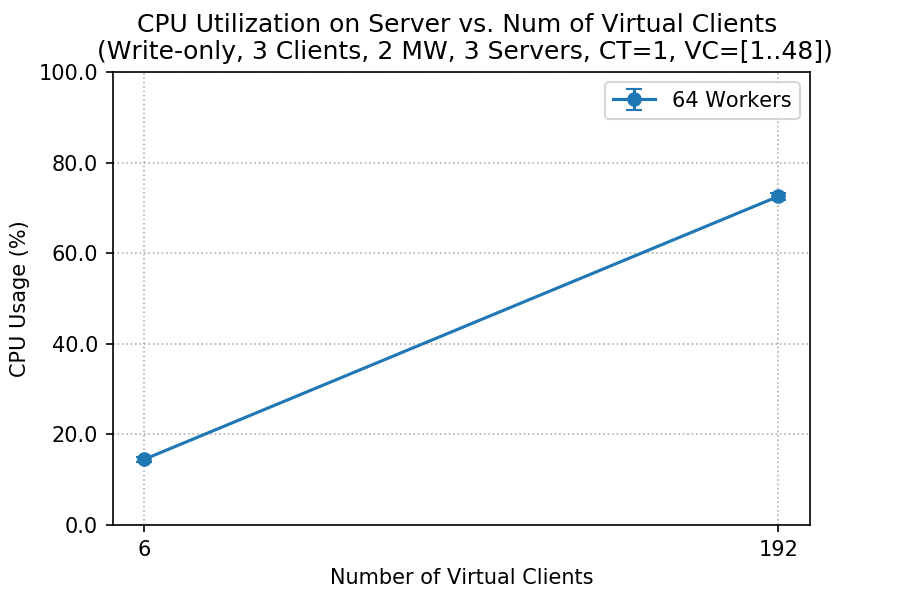 CPU Utilization on Server vs. Num of Virtual Clients
(Write-only, 3 Clients, 2 MW, 3 Servers, CT=1, VC=[1..48])
100.0
80.0
60.0
40.0
20.0
0.0
CPU Usage (%)
64 Workers
6
192
Number of Virtual Clients